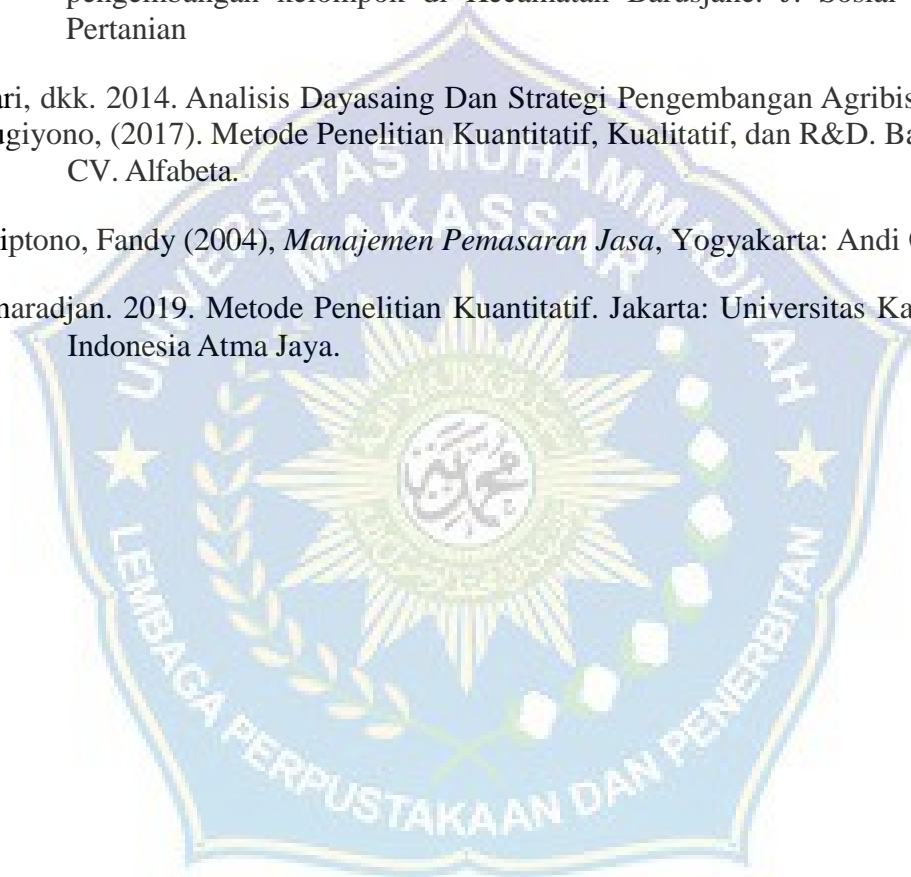 pengembangan kelompok di Kecamatan Barusjahe. J. Sosial
Pertanian
ari, dkk. 2014. Analisis Dayasaing Dan Strategi Pengembangan Agribis
ugiyono, (2017). Metode Penelitian Kuantitatif, Kualitatif, dan R&D. Ba
CV. Alfabeta.
iptono, Fandy (2004), Manajemen Pemasaran Jasa, Yogyakarta: Andi
naradjan. 2019. Metode Penelitian Kuantitatif. Jakarta: Universitas Ka
Indonesia Atma Jaya.
UNIVERSITAS MUHAMMADIYAH
MAKASSAR
محمدية
LEMBAGA PERPUSTAKAAN DAN PENERBITAN